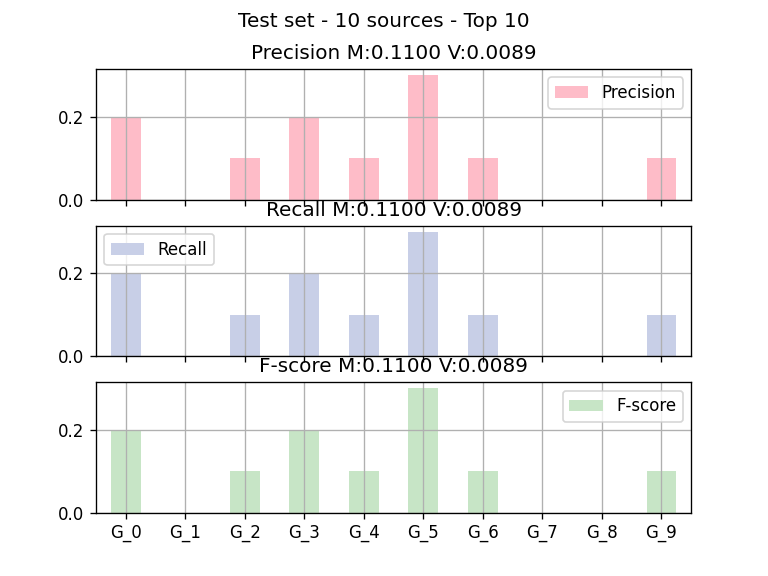 Test set - 10 sources - Top 10
Precision M:0.1100 V:0.0089
Precision
0.2
0.0
Recall M:0.1100 V:0.0089
Recall
0.2
0.0
F-score M:0.1100 V:0.0089
F-score
0.2
0.0
G_0 G_1 G_2 G_3 G_4 G_5 G_6 G_7 G_8 G_9